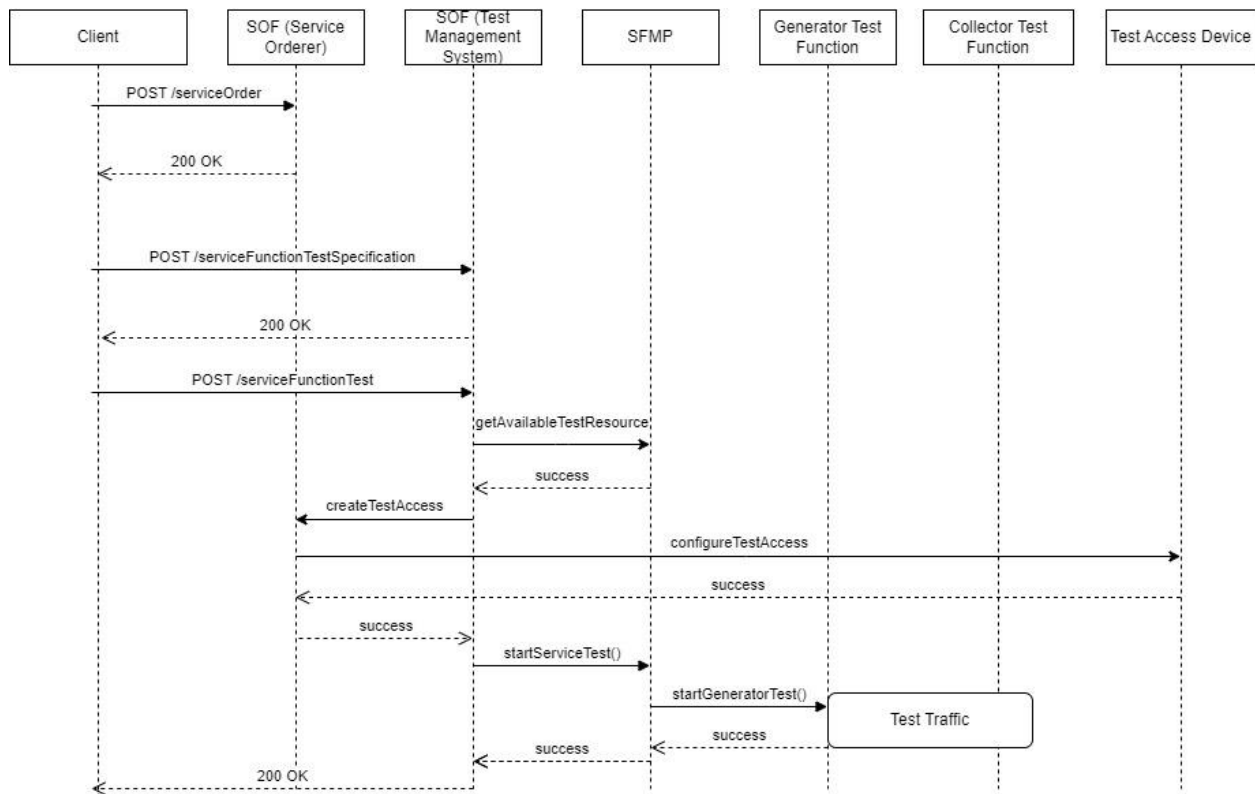 Client
SOF (Service
Orderer)
SOF (Test
Management
System)
SFMP
Generator Test
Function
Collector Test
Function
Test Access Device
POST /serviceOrder
200 OK
POST /serviceFunctionTestSpecification
200 OK
POST /serviceFunctionTest
getAvailableTestResource
success
createTestAccess
configureTestAccess
success
success
startServiceTest()
startGeneratorTest()
Test Traffic
success
success
200 OK